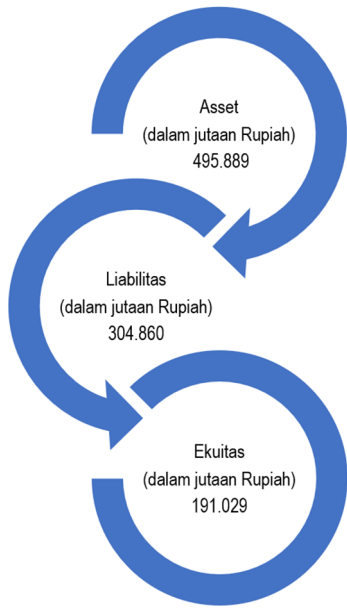 Asset
(dalam jutaan Rupiah)
495.889
Liabilitas
(dalam jutaan Rupiah)
304.860
Ekuitas
(dalam jutaan Rupiah)
191.029